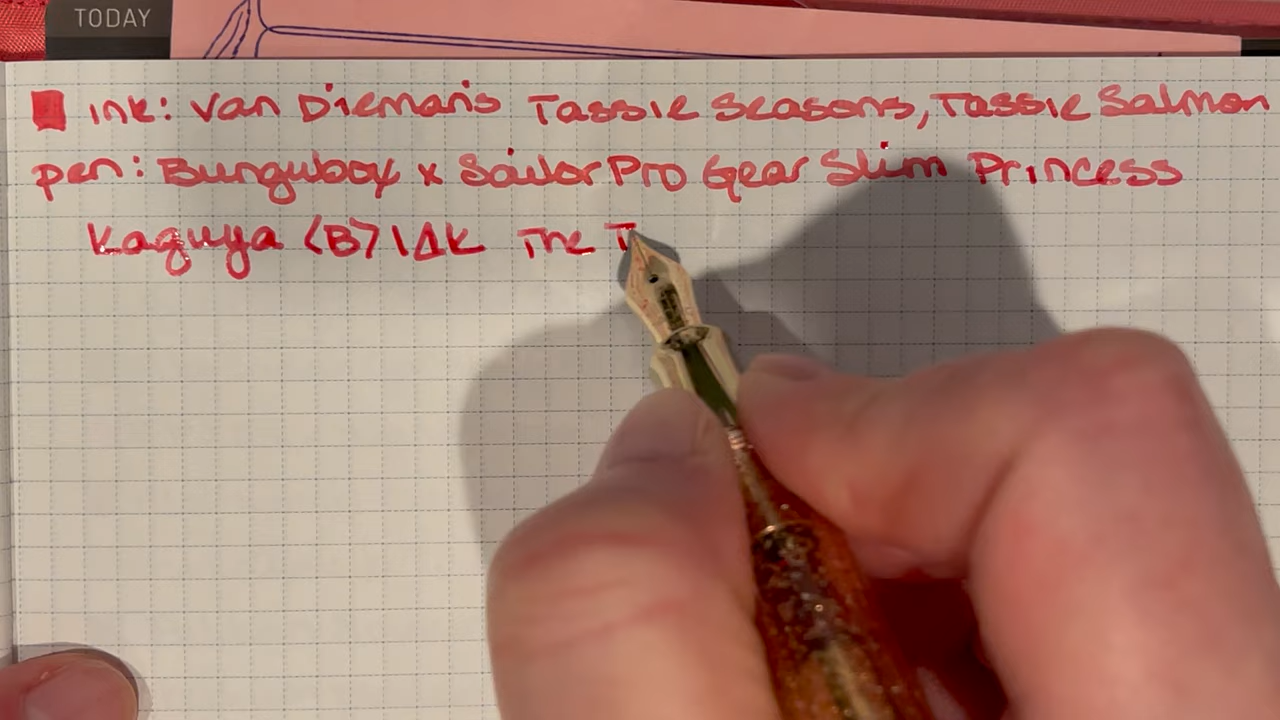 TODAY
ink: Van Dieman's Tassie Seasons, Tassie Salmon
pen: Bungubox x Sailor Pro Gear Slim Princess
Kaguya <B> 14K The T